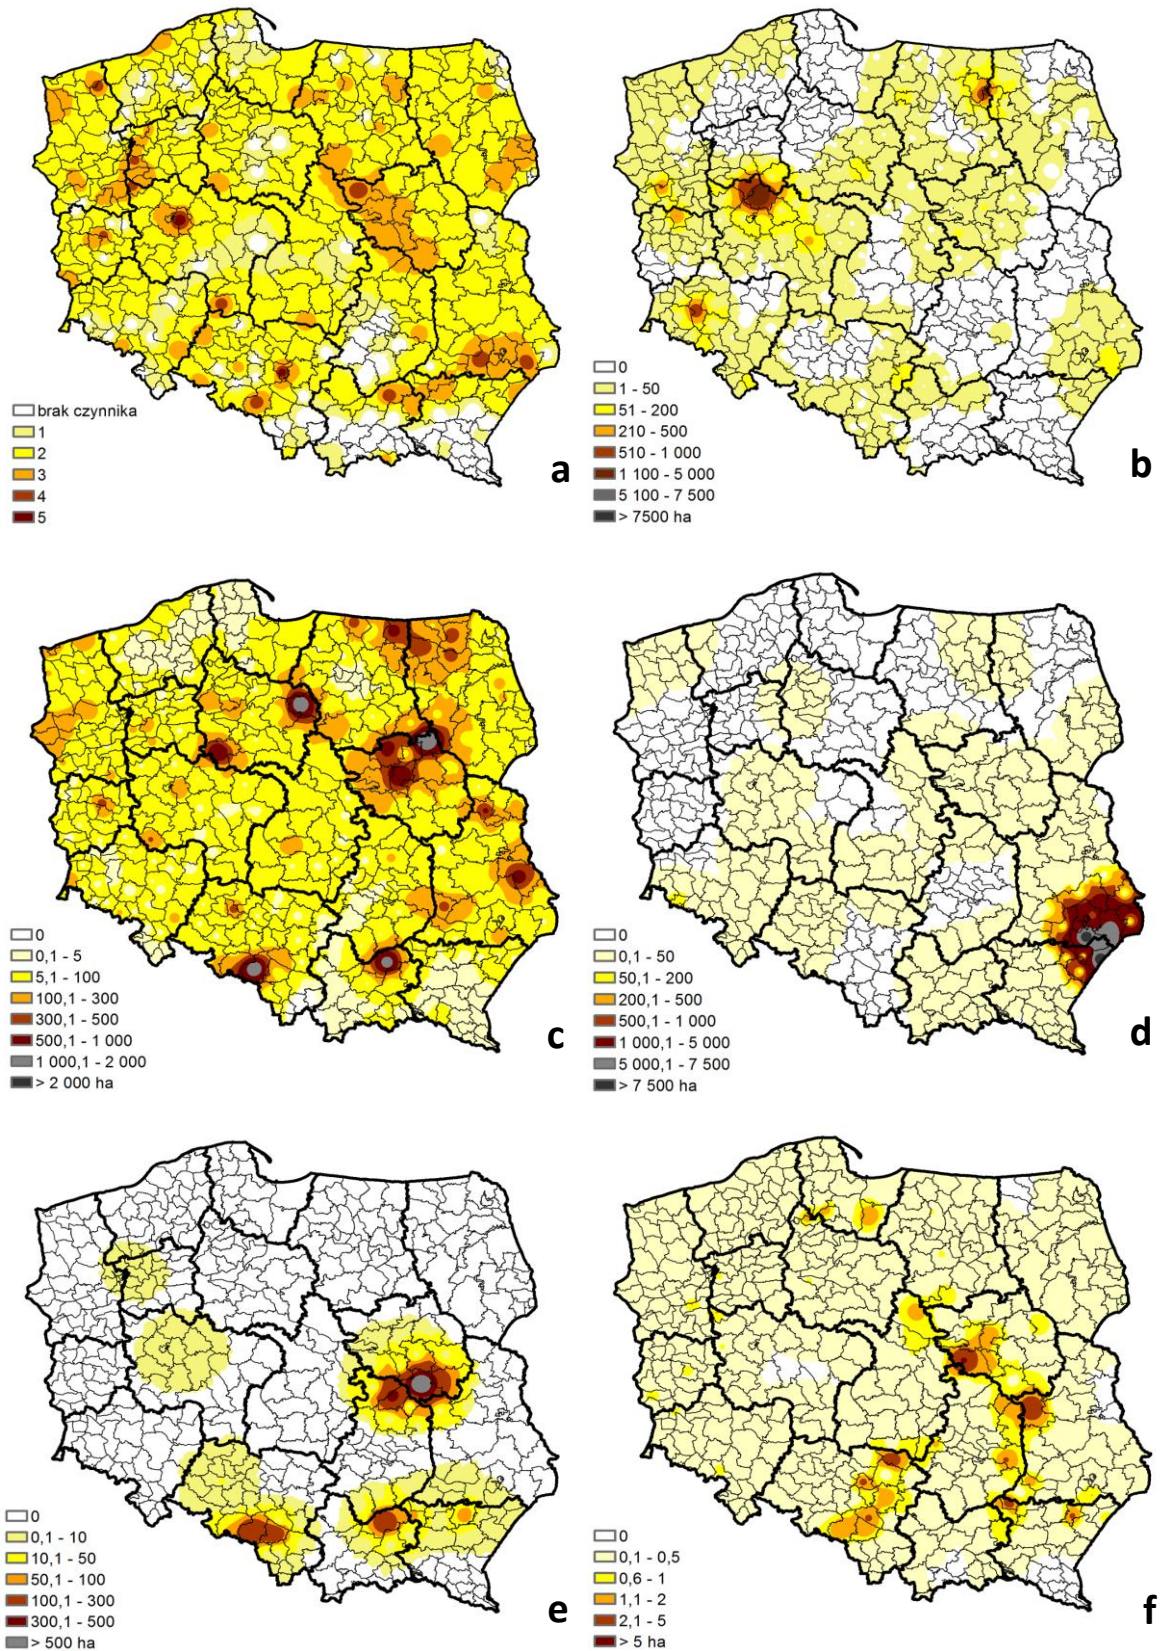 brak czynnika
1
2
3
4
5
a
0
1 - 50
51 - 200
210 - 500
510 - 1 000
1 100 - 5 000
5 100 - 7 500
> 7500 ha
b
0
0,1 - 5
5,1 - 100
100,1 - 300
300,1 - 500
500,1 - 1 000
1 000,1 - 2 000
> 2 000 ha
c
0
0,1 - 50
50,1 - 200
200,1 - 500
500,1 - 1 000
1 000,1 - 5 000
5 000,1 - 7 500
> 7 500 ha
d
0
0,1 - 10
10,1 - 50
50,1 - 100
100,1 - 300
300,1 - 500
> 500 ha
e
0
0,1 - 0,5
0,6 - 1
1,1 - 2
2,1 - 5
> 5 ha
f